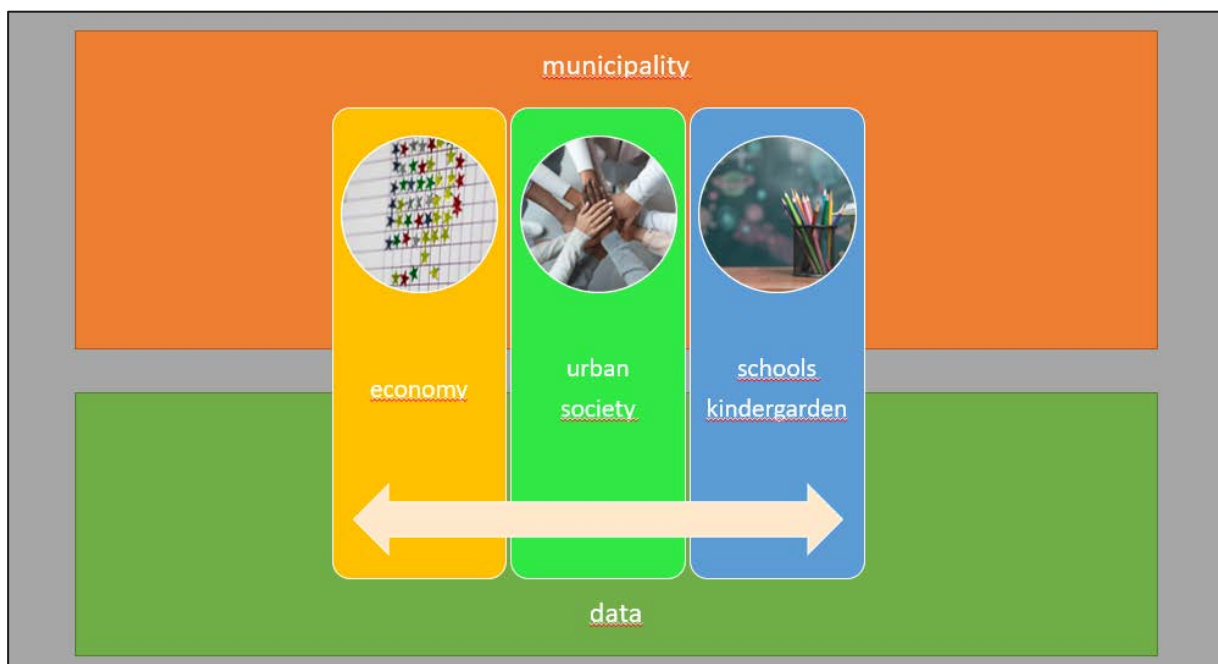 municipality
economy
urban
society
schools
kindergarden
data